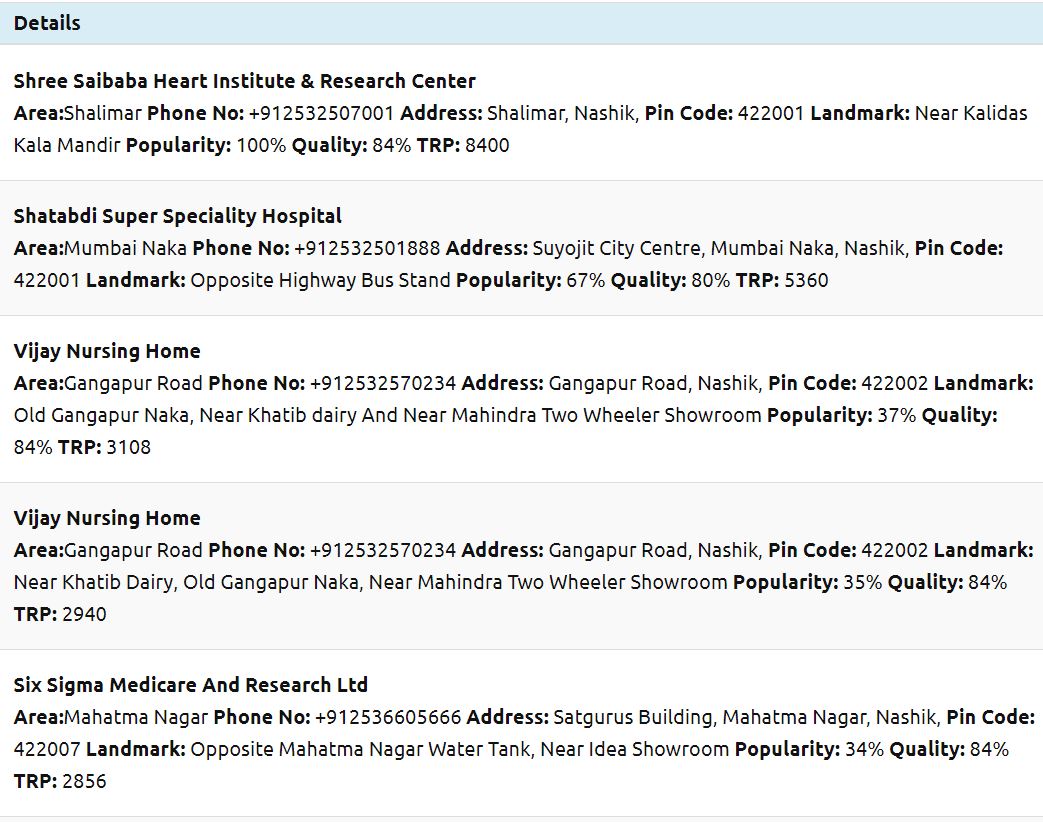 Details
Shree Saibaba Heart Institute & Research Center
Area:Shalimar Phone No: +912532507001 Address: Shalimar, Nashik, Pin Code: 422001 Landmark: Near Kalidas
Kala Mandir Popularity: 100% Quality: 84% TRP: 8400
Shatabdi Super Speciality Hospital
Area:Mumbai Naka Phone No: +912532501888 Address: Suyojit City Centre, Mumbai Naka, Nashik, Pin Code:
422001 Landmark: Opposite Highway Bus Stand Popularity: 67% Quality: 80% TRP: 5360
Vijay Nursing Home
Area:Gangapur Road Phone No: +912532570234 Address: Gangapur Road, Nashik, Pin Code: 422002 Landmark:
Old Gangapur Naka, Near Khatib dairy And Near Mahindra Two Wheeler Showroom Popularity: 37% Quality:
84% TRP: 3108
Vijay Nursing Home
Area:Gangapur Road Phone No: +912532570234 Address: Gangapur Road, Nashik, Pin Code: 422002 Landmark:
Near Khatib Dairy, Old Gangapur Naka, Near Mahindra Two Wheeler Showroom Popularity: 35% Quality: 84%
TRP: 2940
Six Sigma Medicare And Research Ltd
Area:Mahatma Nagar Phone No: +912536605666 Address: Satgurus Building, Mahatma Nagar, Nashik, Pin Code:
422007 Landmark: Opposite Mahatma Nagar Water Tank, Near Idea Showroom Popularity: 34% Quality: 84%
TRP: 2856